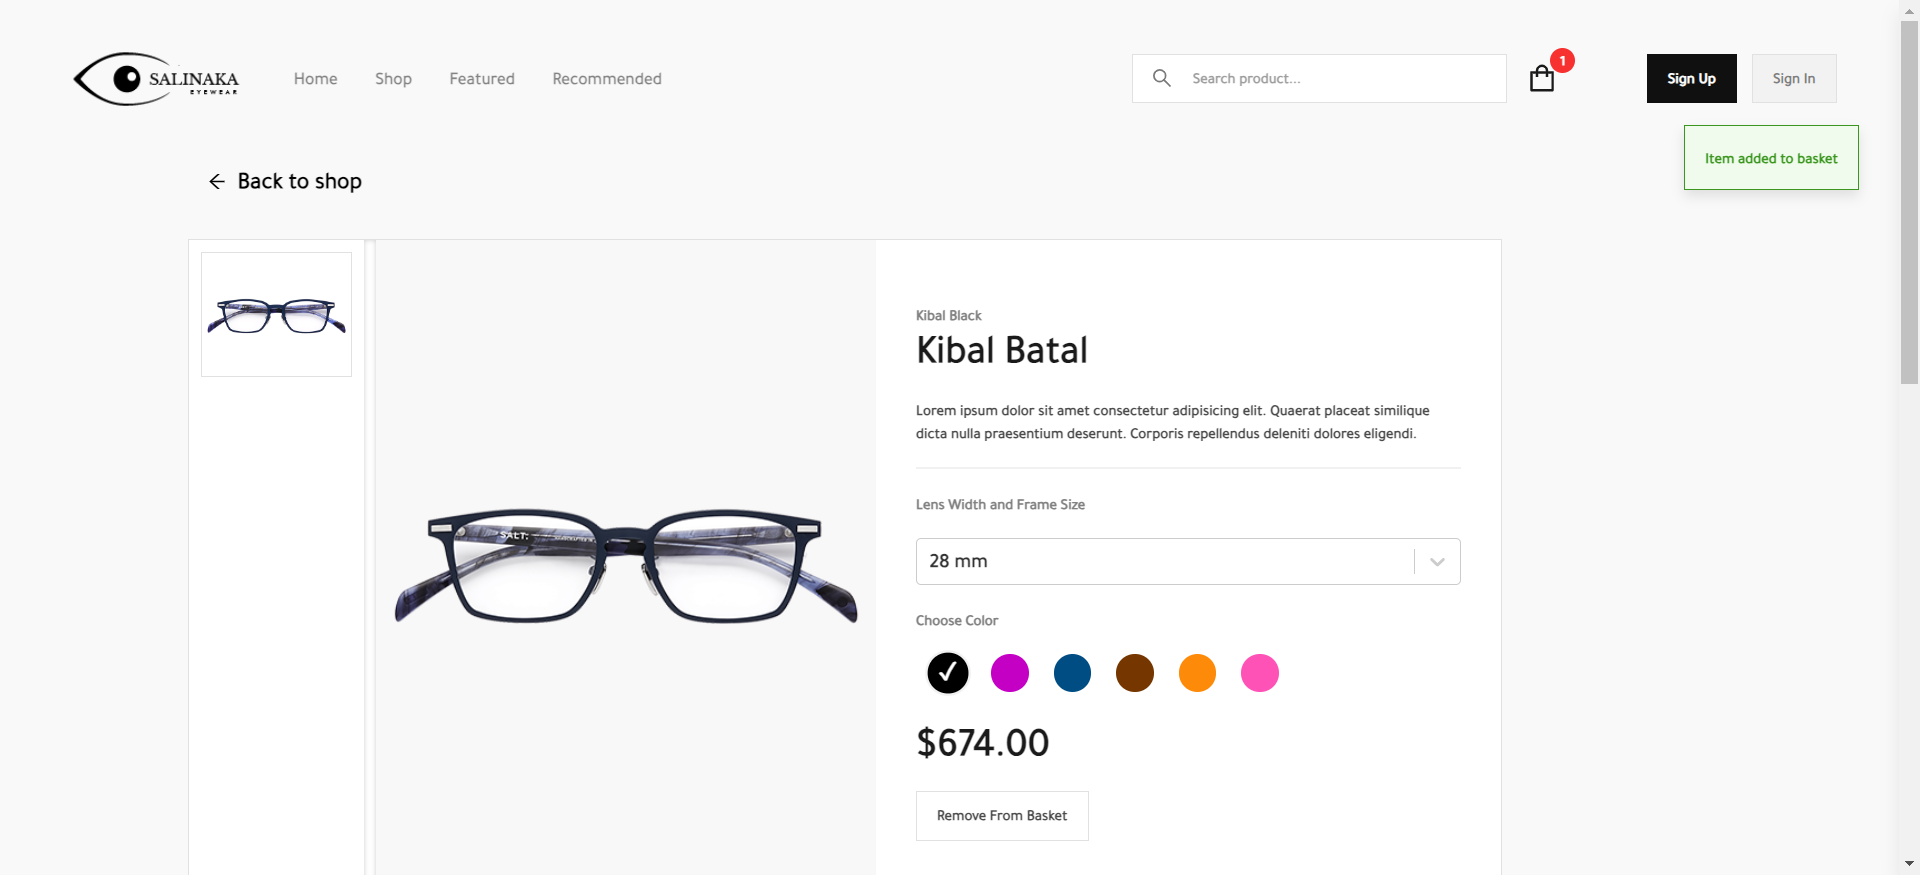 SALINAKA
EYEWEAR
Home
Shop
Featured
Recommended
Search product...
1
Sign Up
Sign In
Item added to basket
Back to shop
SALT.
Kibal Black
Kibal Batal
Lorem ipsum dolor sit amet consectetur adipisicing elit. Quaerat placeat similique
dicta nulla praesentium deserunt. Corporis repellendus deleniti dolores eligendi.
Lens Width and Frame Size
28 mm
Choose Color
$674.00
Remove From Basket